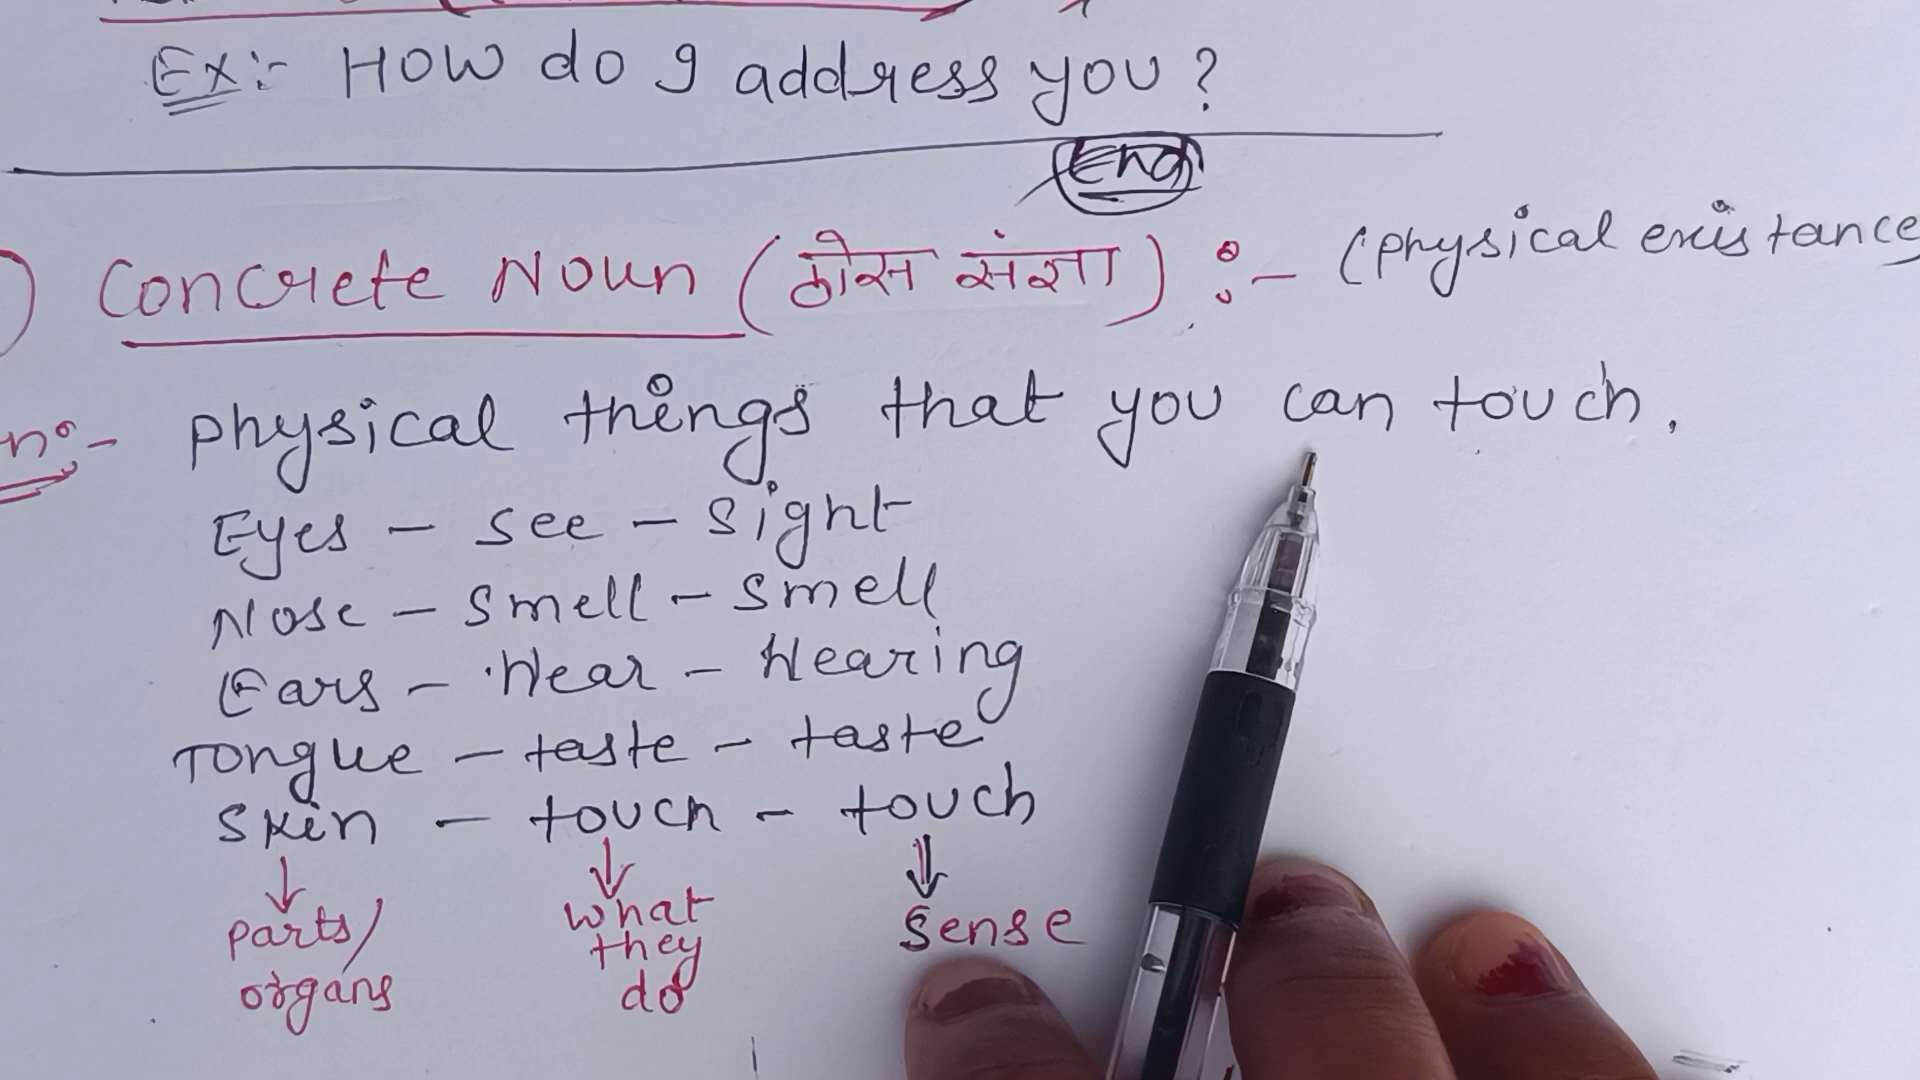 Ex:- How do I address you?
End
Concrete Noun (ठोस संज्ञा) :- (physical existance
n:- physical things that you can touch.
Eyes - see - sight
Nose - smell - smell
Ears - Hear - Hearing
Tongue - taste - taste
Skin - touch - touch
↓ ↓ ↓
parts/ what Sense
organs they
do